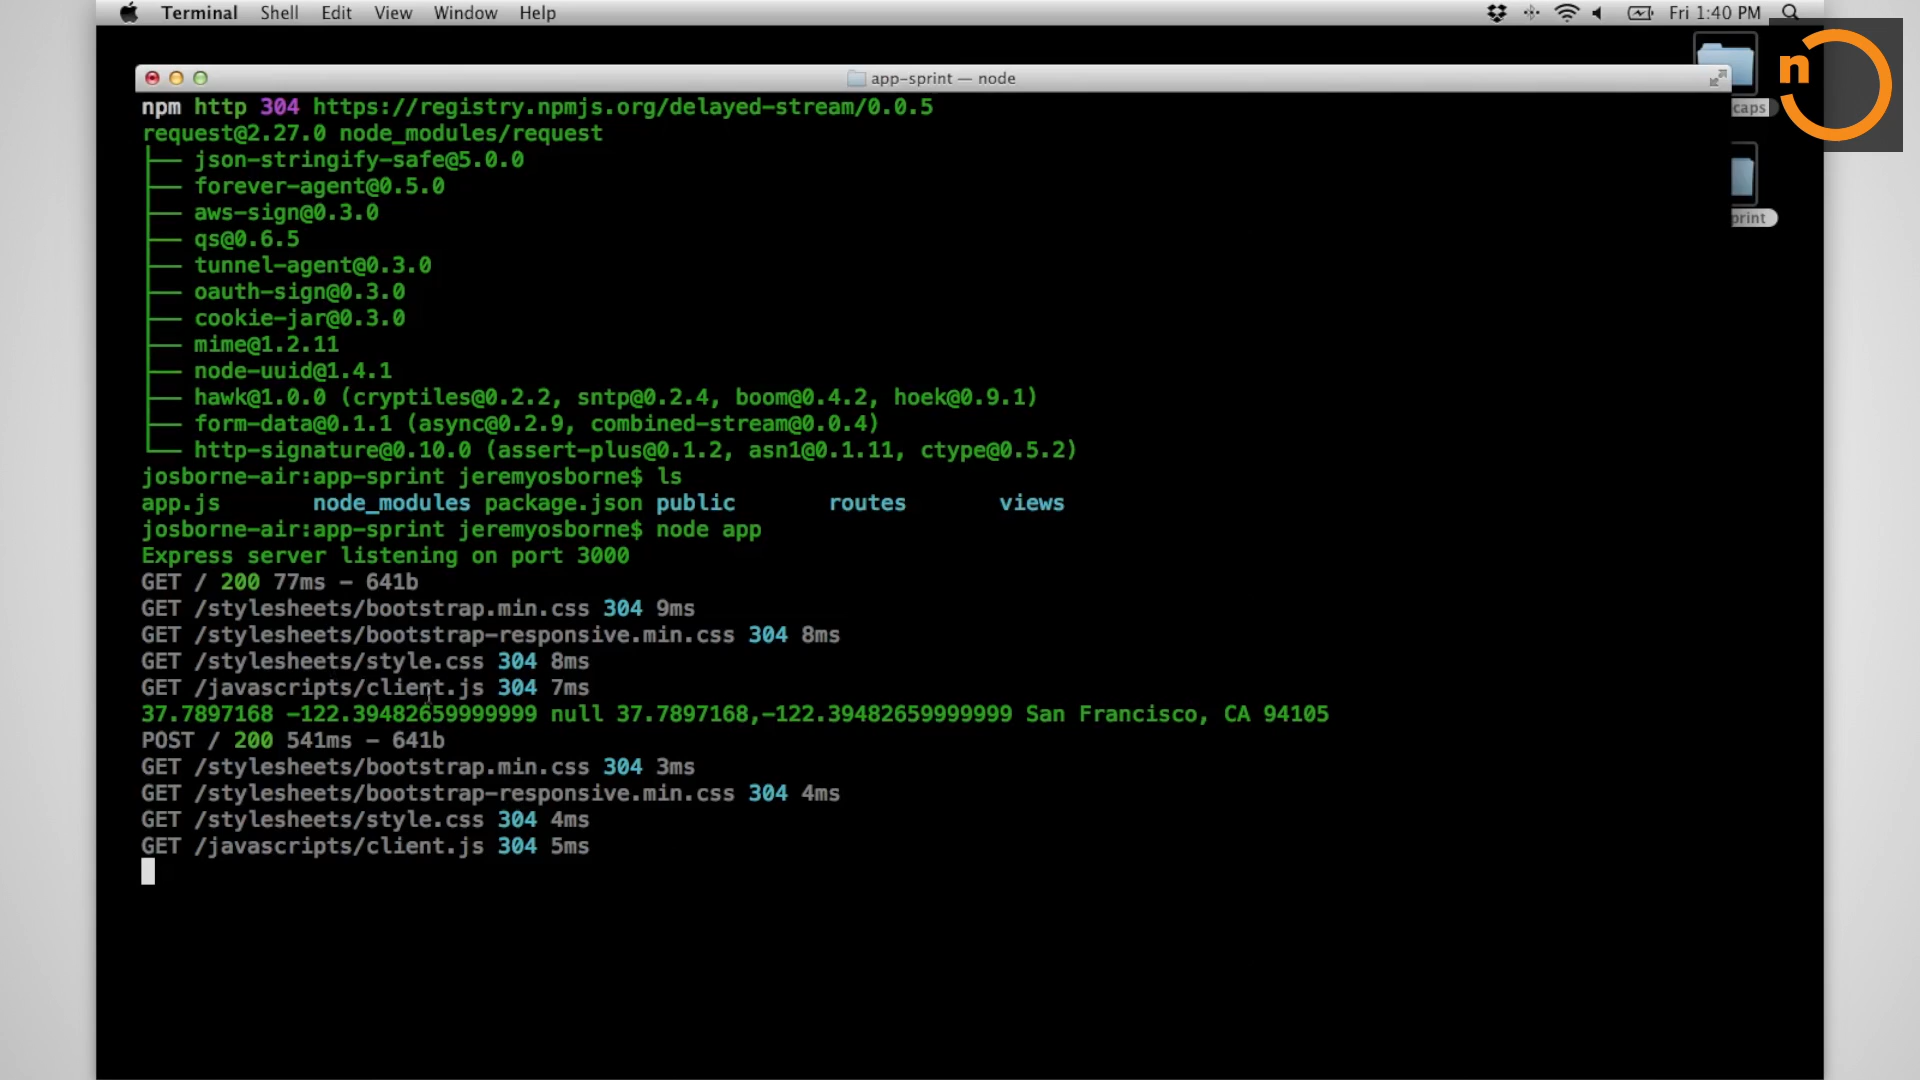 Terminal Shell Edit View Window Help Fri 1:40 PM
n
app-sprint — node
caps
print
npm http 304 https://registry.npmjs.org/delayed-stream/0.0.5
request@2.27.0 node_modules/request
├── json-stringify-safe@5.0.0
├── forever-agent@0.5.0
├── aws-sign@0.3.0
├── qs@0.6.5
├── tunnel-agent@0.3.0
├── oauth-sign@0.3.0
├── cookie-jar@0.3.0
├── mime@1.2.11
├── node-uuid@1.4.1
├── hawk@1.0.0 (cryptiles@0.2.2, sntp@0.2.4, boom@0.4.2, hoek@0.9.1)
├── form-data@0.1.1 (async@0.2.9, combined-stream@0.0.4)
└── http-signature@0.10.0 (assert-plus@0.1.2, asn1@0.1.11, ctype@0.5.2)
josborne-air:app-sprint jeremyosborne$ ls
app.js node_modules package.json public routes views
josborne-air:app-sprint jeremyosborne$ node app
Express server listening on port 3000
GET / 200 77ms - 641b
GET /stylesheets/bootstrap.min.css 304 9ms
GET /stylesheets/bootstrap-responsive.min.css 304 8ms
GET /stylesheets/style.css 304 8ms
GET /javascripts/client.js 304 7ms
37.7897168 -122.39482659999999 null 37.7897168,-122.39482659999999 San Francisco, CA 94105
POST / 200 541ms - 641b
GET /stylesheets/bootstrap.min.css 304 3ms
GET /stylesheets/bootstrap-responsive.min.css 304 4ms
GET /stylesheets/style.css 304 4ms
GET /javascripts/client.js 304 5ms